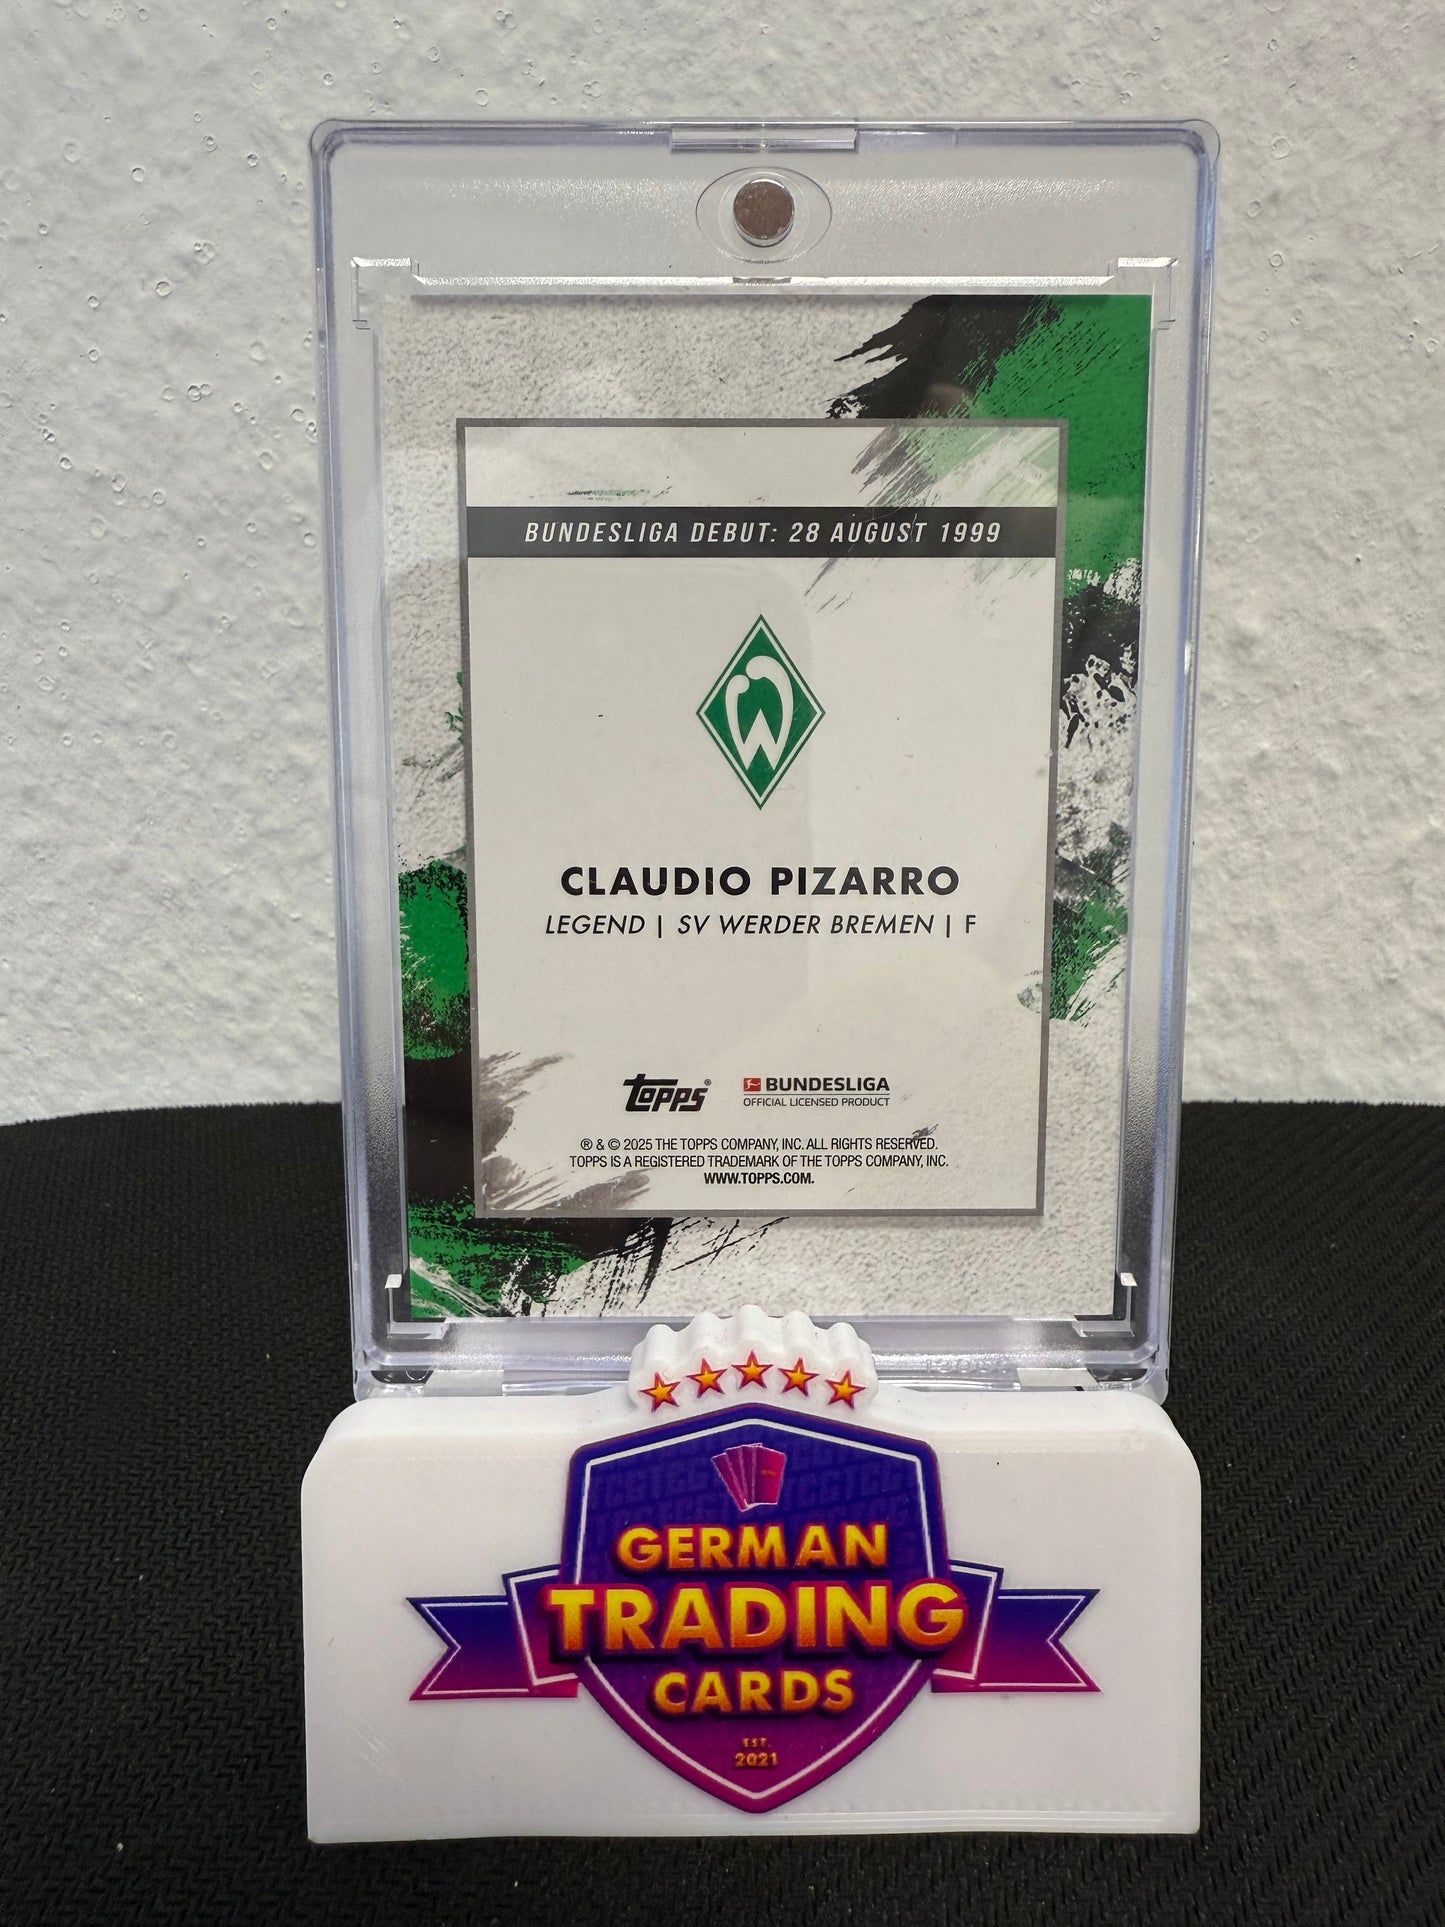 BUNDESLIGA DEBUT: 28 AUGUST 1999
W
CLAUDIO PIZARRO
LEGEND | SV WERDER BREMEN | F
TOPPS®
BUNDESLIGA
OFFICIAL LICENSED PRODUCT
® & © 2025 THE TOPPS COMPANY, INC. ALL RIGHTS RESERVED.
TOPPS IS A REGISTERED TRADEMARK OF THE TOPPS COMPANY, INC.
WWW.TOPPS.COM.
GERMAN
TRADING
CARDS
EST.
2021